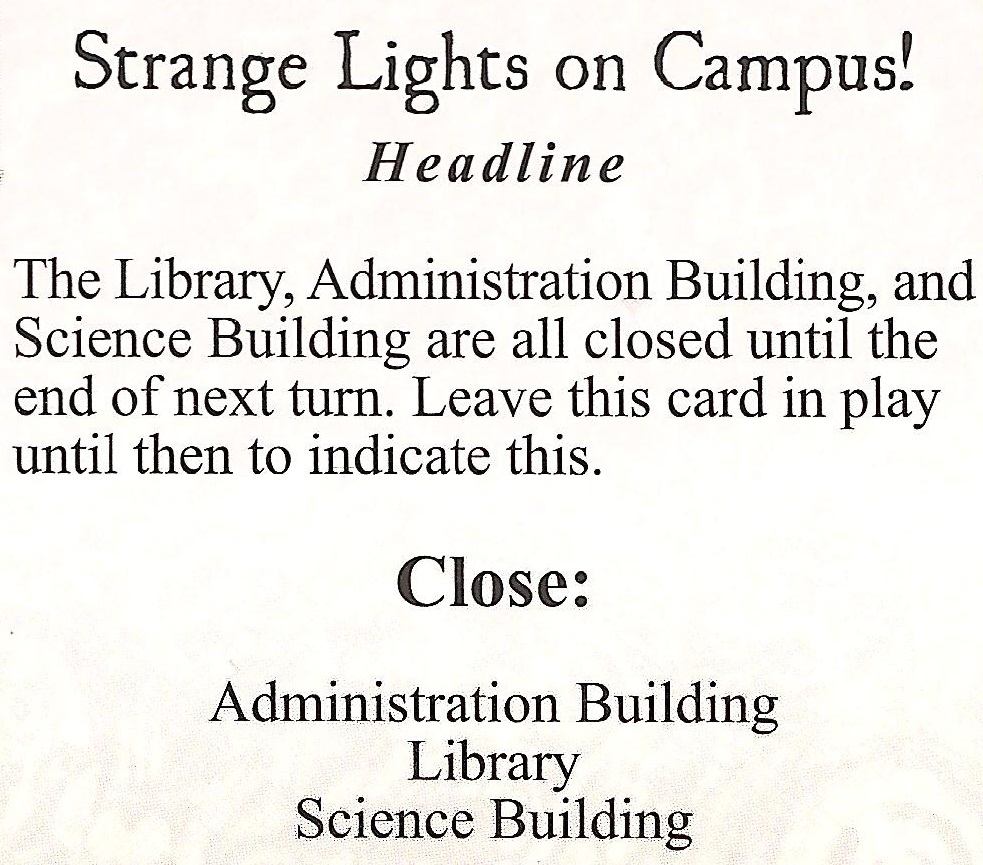 Strange Lights on Campus!
Headline
The Library, Administration Building, and
Science Building are all closed until the
end of next turn. Leave this card in play
until then to indicate this.
Close:
Administration Building
Library
Science Building